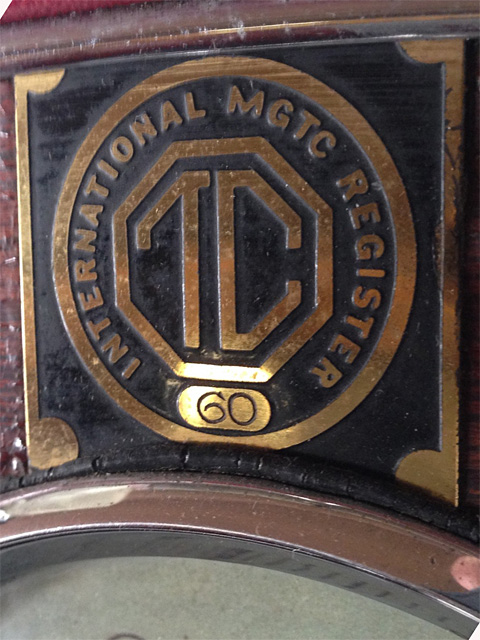 INTERNATIONAL MGTC REGISTER
TC
60